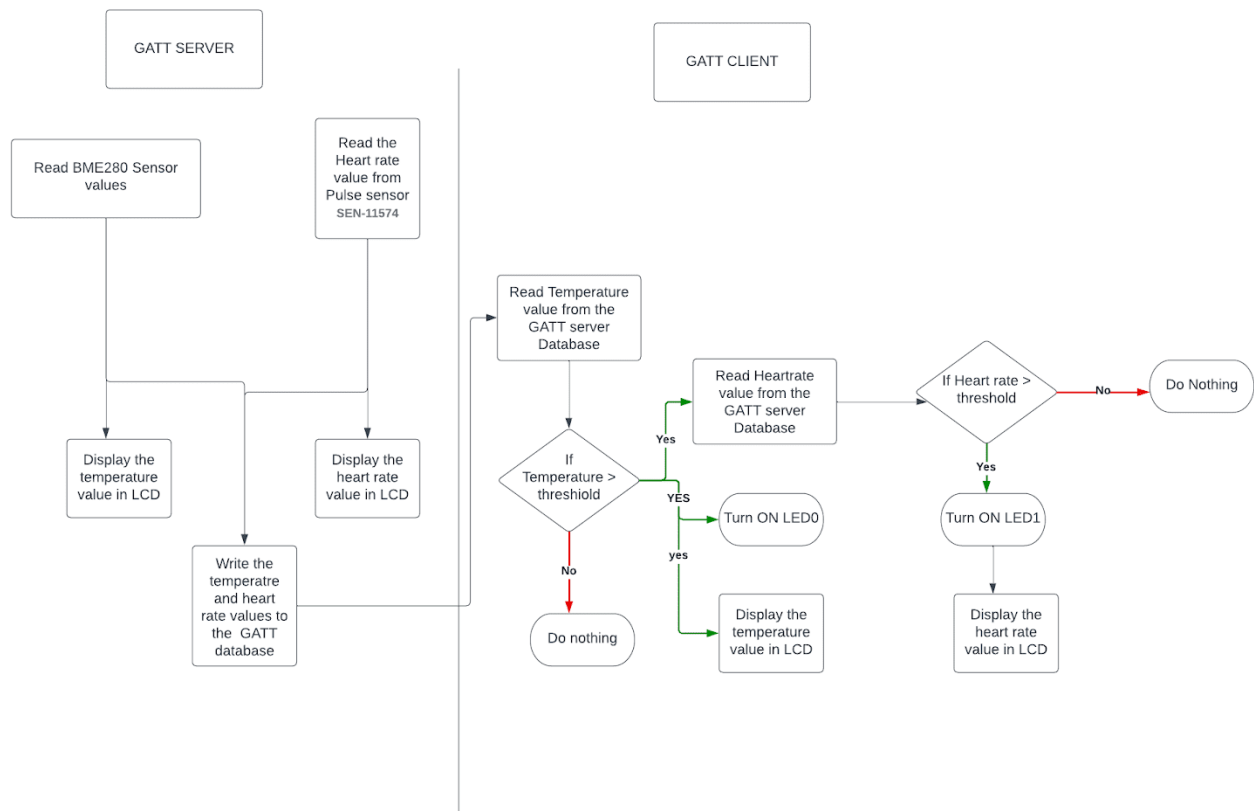 GATT SERVER
GATT CLIENT
Read BME280 Sensor
values
Read the
Heart rate
value from
Pulse sensor
SEN-11574
Display the
temperature
value in LCD
Display the
heart rate
value in LCD
Write the
temperatre
and heart
rate values to
the GATT
database
Read Temperature
value from the
GATT server
Database
If
Temperature >
threshold
No
Do nothing
Yes
YES
yes
Read Heartrate
value from the
GATT server
Database
Turn ON LED0
Display the
temperature
value in LCD
If Heart rate >
threshold
No
Do Nothing
Yes
Turn ON LED1
Display the
heart rate
value in LCD